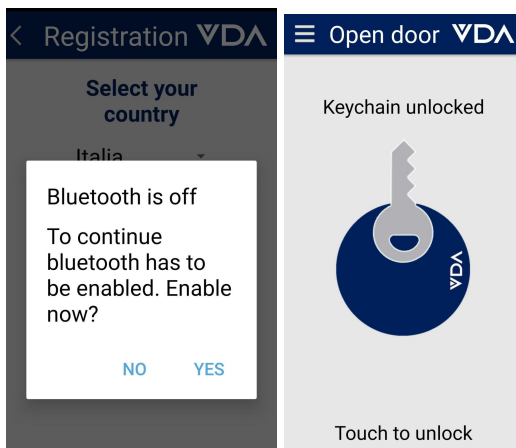 Registration VDA
Select your
country
Italia
Bluetooth is off
To continue
bluetooth has to
be enabled. Enable
now?
NO YES
Open door VDA
Keychain unlocked
VDA
Touch to unlock